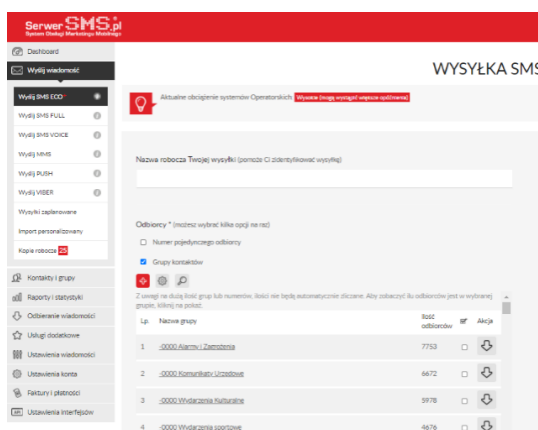 Serwer SMS.pl
System Obsługi Marketingu Mobilnego
Dashboard
Wyślij wiadomość
Wyślij SMS ECO
Wyślij SMS FULL
Wyślij SMS VOICE
Wyślij MMS
Wyślij PUSH
Wyślij VIBER
Wysyłki zaplanowane
Import personalizowany
Kopie robocze 25
Kontakty i grupy
Raporty i statystyki
Odbieranie wiadomości
Usługi dodatkowe
Ustawienia wiadomości
Ustawienia konta
Faktury i płatności
API Ustawienia interfejsów
WYSYŁKA SMS
Aktualne obciążenie systemów Operatorskich: Wysokie (mogą wystąpić większe opóźnienia)
Nazwa robocza Twojej wysyłki (pomoże Ci zidentyfikować wysyłkę)
Odbiorcy * (możesz wybrać kilka opcji na raz)
Numer pojedynczego odbiorcy
Grupy kontaktów
Z uwagi na dużą ilość grup lub numerów, ilości nie będą automatycznie zliczane. Aby zobaczyć ilu odbiorców jest w wybranej
grupie, kliknij na pokaż.
Lp. Nazwa grupy Ilość odbiorców Akcja
1 -0000 Alarmy i Zagrożenia 7753
2 -0000 Komunikaty Urzędowe 6672
3 -0000 Wydarzenia Kulturalne 5978
4 -0000 Wydarzenia sportowe 4676